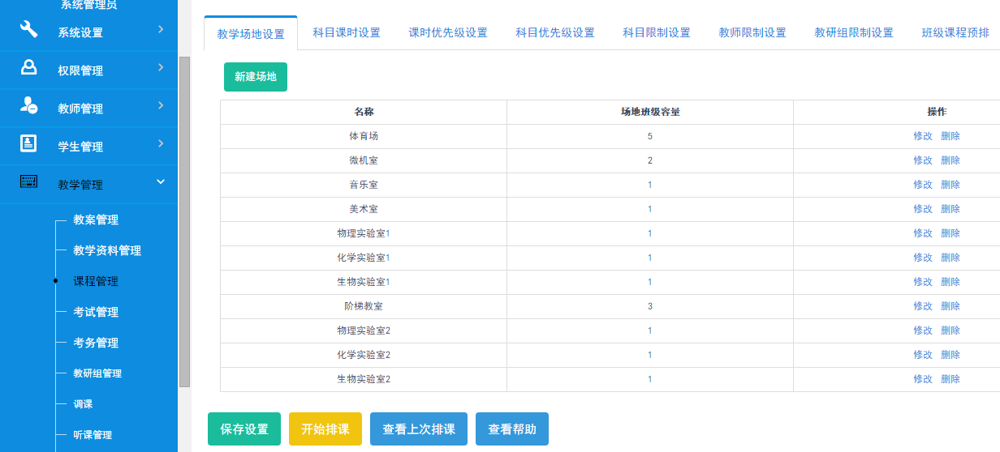 系统管理员
系统设置
权限管理
教师管理
学生管理
教学管理
教案管理
教学资料管理
课程管理
考试管理
考务管理
教研组管理
调课
听课管理
教学场地设置 科目课时设置 课时优先级设置 科目优先级设置 科目限制设置 教师限制设置 教研组限制设置 班级课程预排
新建场地
名称 场地班级容量 操作
体育场 5 修改 删除
微机室 2 修改 删除
音乐室 1 修改 删除
美术室 1 修改 删除
物理实验室1 1 修改 删除
化学实验室1 1 修改 删除
生物实验室1 1 修改 删除
阶梯教室 3 修改 删除
物理实验室2 1 修改 删除
化学实验室2 1 修改 删除
生物实验室2 1 修改 删除
保存设置 开始排课 查看上次排课 查看帮助